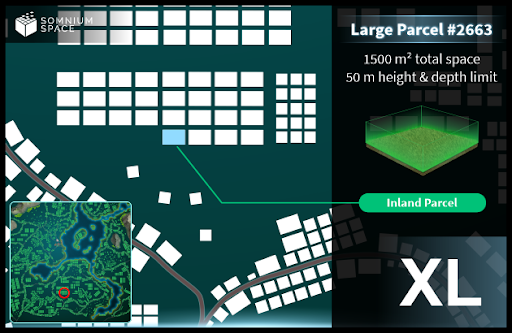 SOMNIUM
SPACE
Large Parcel #2663
1500 m² total space
50 m height & depth limit
Inland Parcel
XL